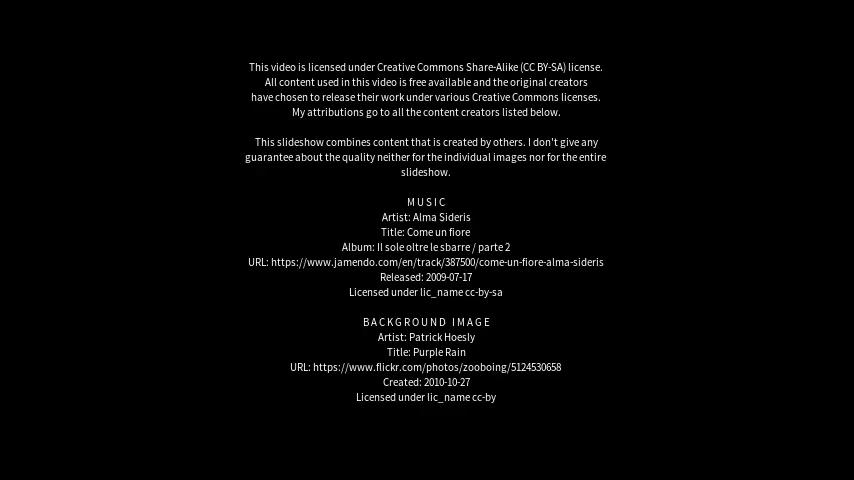 This video is licensed under Creative Commons Share-Alike (CC BY-SA) license.
All content used in this video is free available and the original creators
have chosen to release their work under various Creative Commons licenses.
My attributions go to all the content creators listed below.
This slideshow combines content that is created by others. I don't give any
guarantee about the quality neither for the individual images nor for the entire
slideshow.
MUSIC
Artist: Alma Sideris
Title: Come un fiore
Album: Il sole oltre le sbarre / parte 2
URL: https://www.jamendo.com/en/track/387500/come-un-fiore-alma-sideris
Released: 2009-07-17
Licensed under lic_name cc-by-sa
BACKGROUND IMAGE
Artist: Patrick Hoesly
Title: Purple Rain
URL: https://www.flickr.com/photos/zooboing/5124530658
Created: 2010-10-27
Licensed under lic_name cc-by